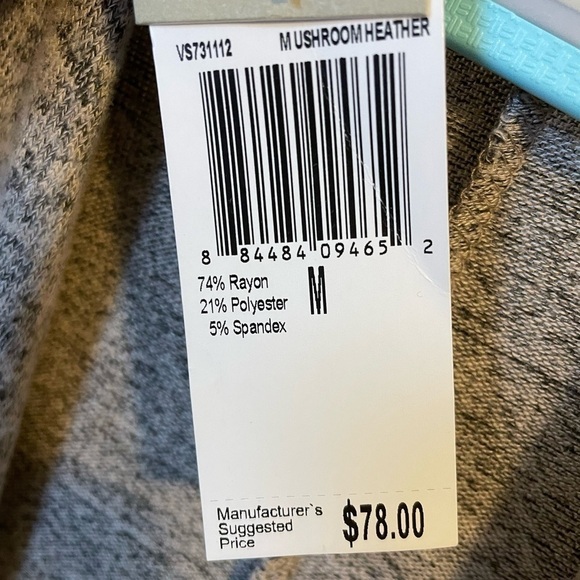 VS731112 MUSHROOM HEATHER
8 84484 09465 2
74% Rayon
21% Polyester M
5% Spandex
Manufacturer`s
Suggested
Price $78.00